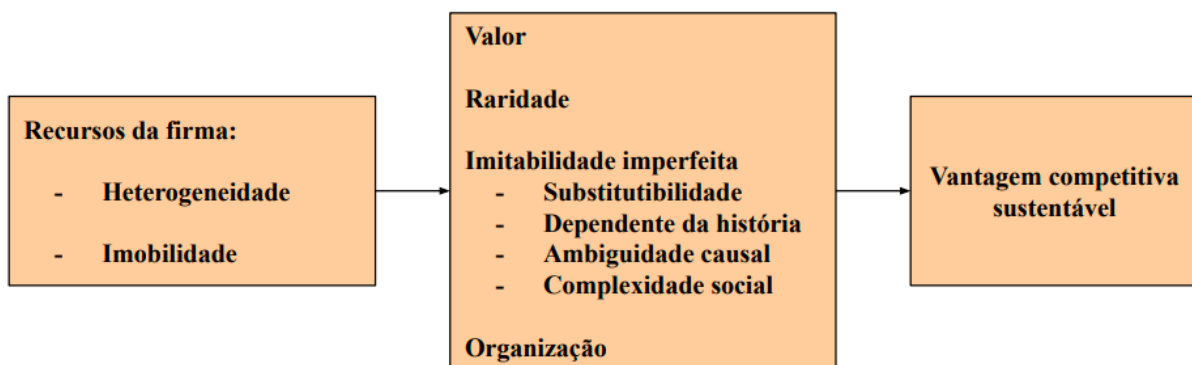 Recursos da firma:
- Heterogeneidade
- Imobilidade
Valor
Raridade
Imitabilidade imperfeita
- Substitutibilidade
- Dependente da história
- Ambiguidade causal
- Complexidade social
Organização
Vantagem competitiva
sustentável